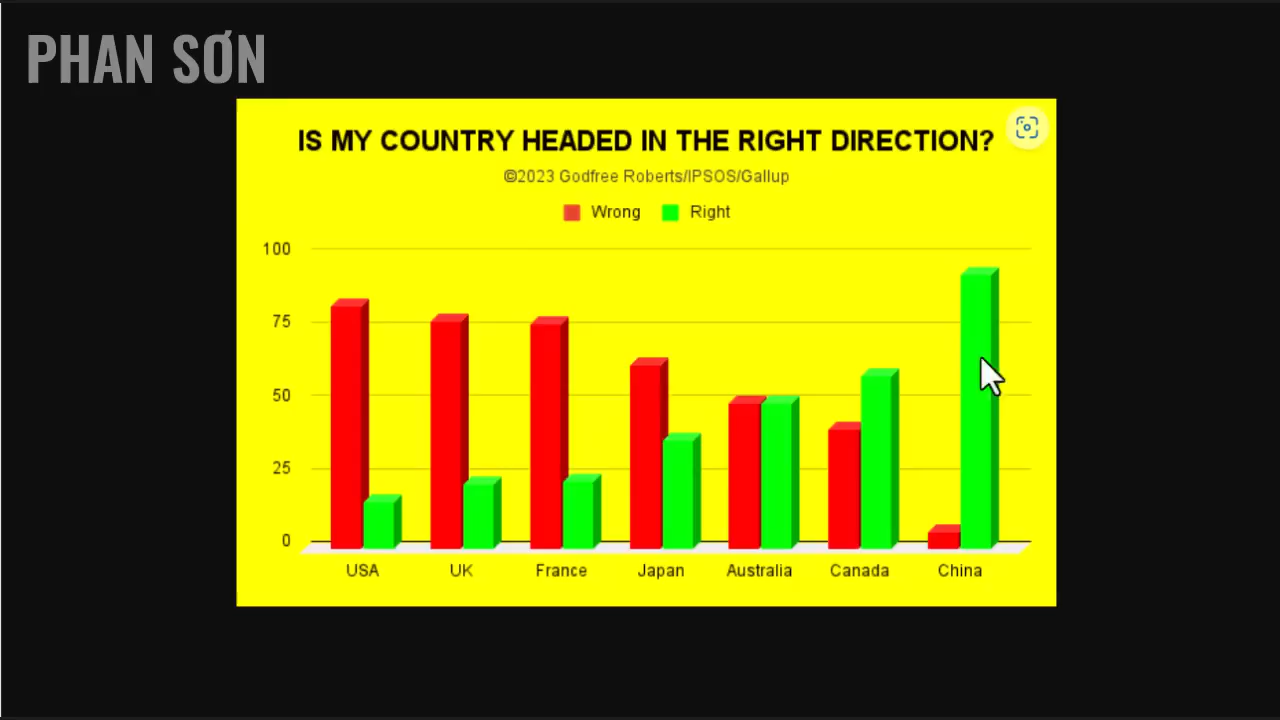 PHAN SƠN
IS MY COUNTRY HEADED IN THE RIGHT DIRECTION?
©2023 Godfree Roberts/IPSOS/Gallup
Wrong Right
100
75
50
25
0
USA UK France Japan Australia Canada China